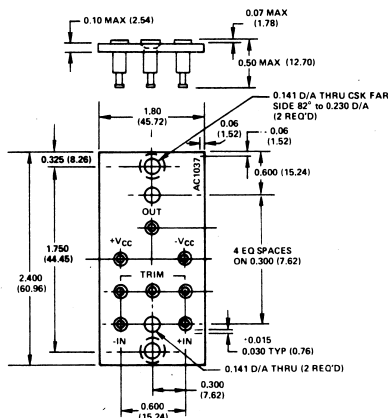 0.10 MAX (2.54)
0.07 MAX
(1.78)
0.50 MAX (12.70)
0.141 D/A THRU CSK FAR
SIDE 82° to 0.230 D/A
(2 REQ'D)
1.80
(45.72)
0.06
(1.52)
0.06
(1.52)
0.325 (8.26)
0.600 (15.24)
AC1037
OUT
1.750
(44.45)
+VCC
-VCC
4 EQ SPACES
ON 0.300 (7.62)
2.400
(60.96)
TRIM
-IN
+IN
0.015
0.030 TYP (0.76)
0.141 D/A THRU (2 REQ'D)
0.300
(7.62)
0.600
(15.24)